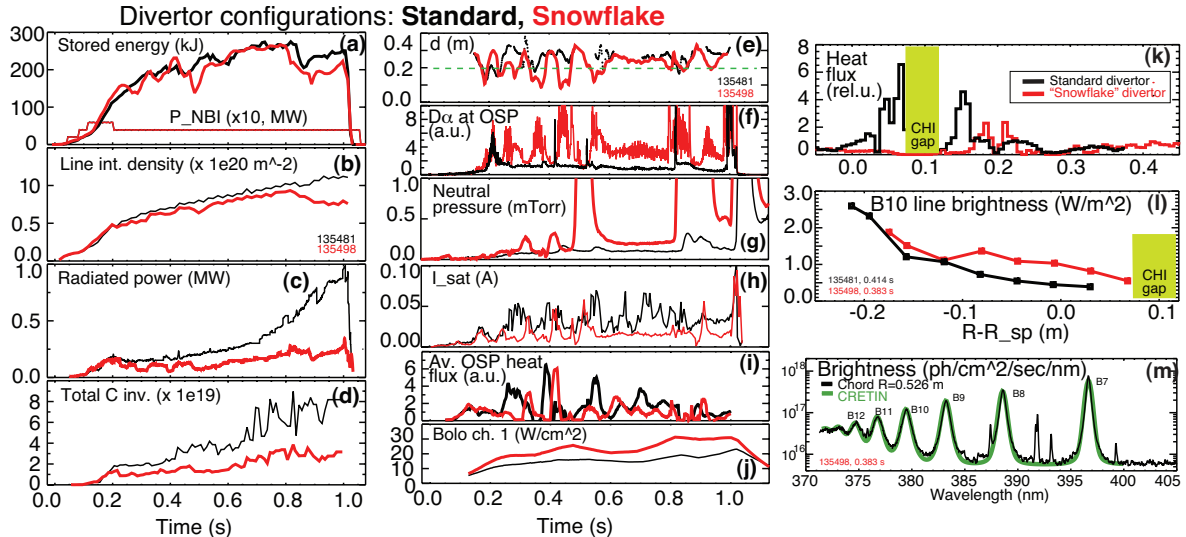 Divertor configurations: Standard, Snowflake
Stored energy (kJ)
(a)
300
200
100
0
P_NBI (x10, MW)
Line int. density (x 1e20 m^-2)
(b)
10
5
0
135481
135498
Radiated power (MW)
(c)
1.0
0.5
0.0
Total C inv. (x 1e19)
(d)
8
6
4
2
0
0.0 0.2 0.4 0.6 0.8 1.0
Time (s)
d (m)
(e)
0.4
0.2
0.0
135481
135498
Dα at OSP
(a.u.)
(f)
8
4
0
Neutral
pressure (mTorr)
(g)
1.0
0.5
0.0
I_sat (A)
(h)
0.10
0.05
0.00
Av. OSP heat
flux (a.u.)
(i)
6
4
2
0
Bolo ch. 1 (W/cm^2)
(j)
30
20
10
0
0.0 0.2 0.4 0.6 0.8 1.0
Time (s)
Heat
flux
(rel.u.)
(k)
8
6
4
2
0
CHI
gap
Standard divertor -
"Snowflake" divertor
0.0 0.1 0.2 0.3 0.4
B10 line brightness (W/m^2)
(l)
3.0
2.0
1.0
0.0
135481, 0.414 s
135498, 0.383 s
CHI
gap
-0.2 -0.1 0.0 0.1
R-R_sp (m)
Brightness (ph/cm^2/sec/nm)
(m)
Chord R=0.526 m
CRETIN
10^18
10^17
10^16
B12 B11 B10 B9 B8 B7
135498, 0.383 s
371 375 380 385 390 395 400 405
Wavelength (nm)